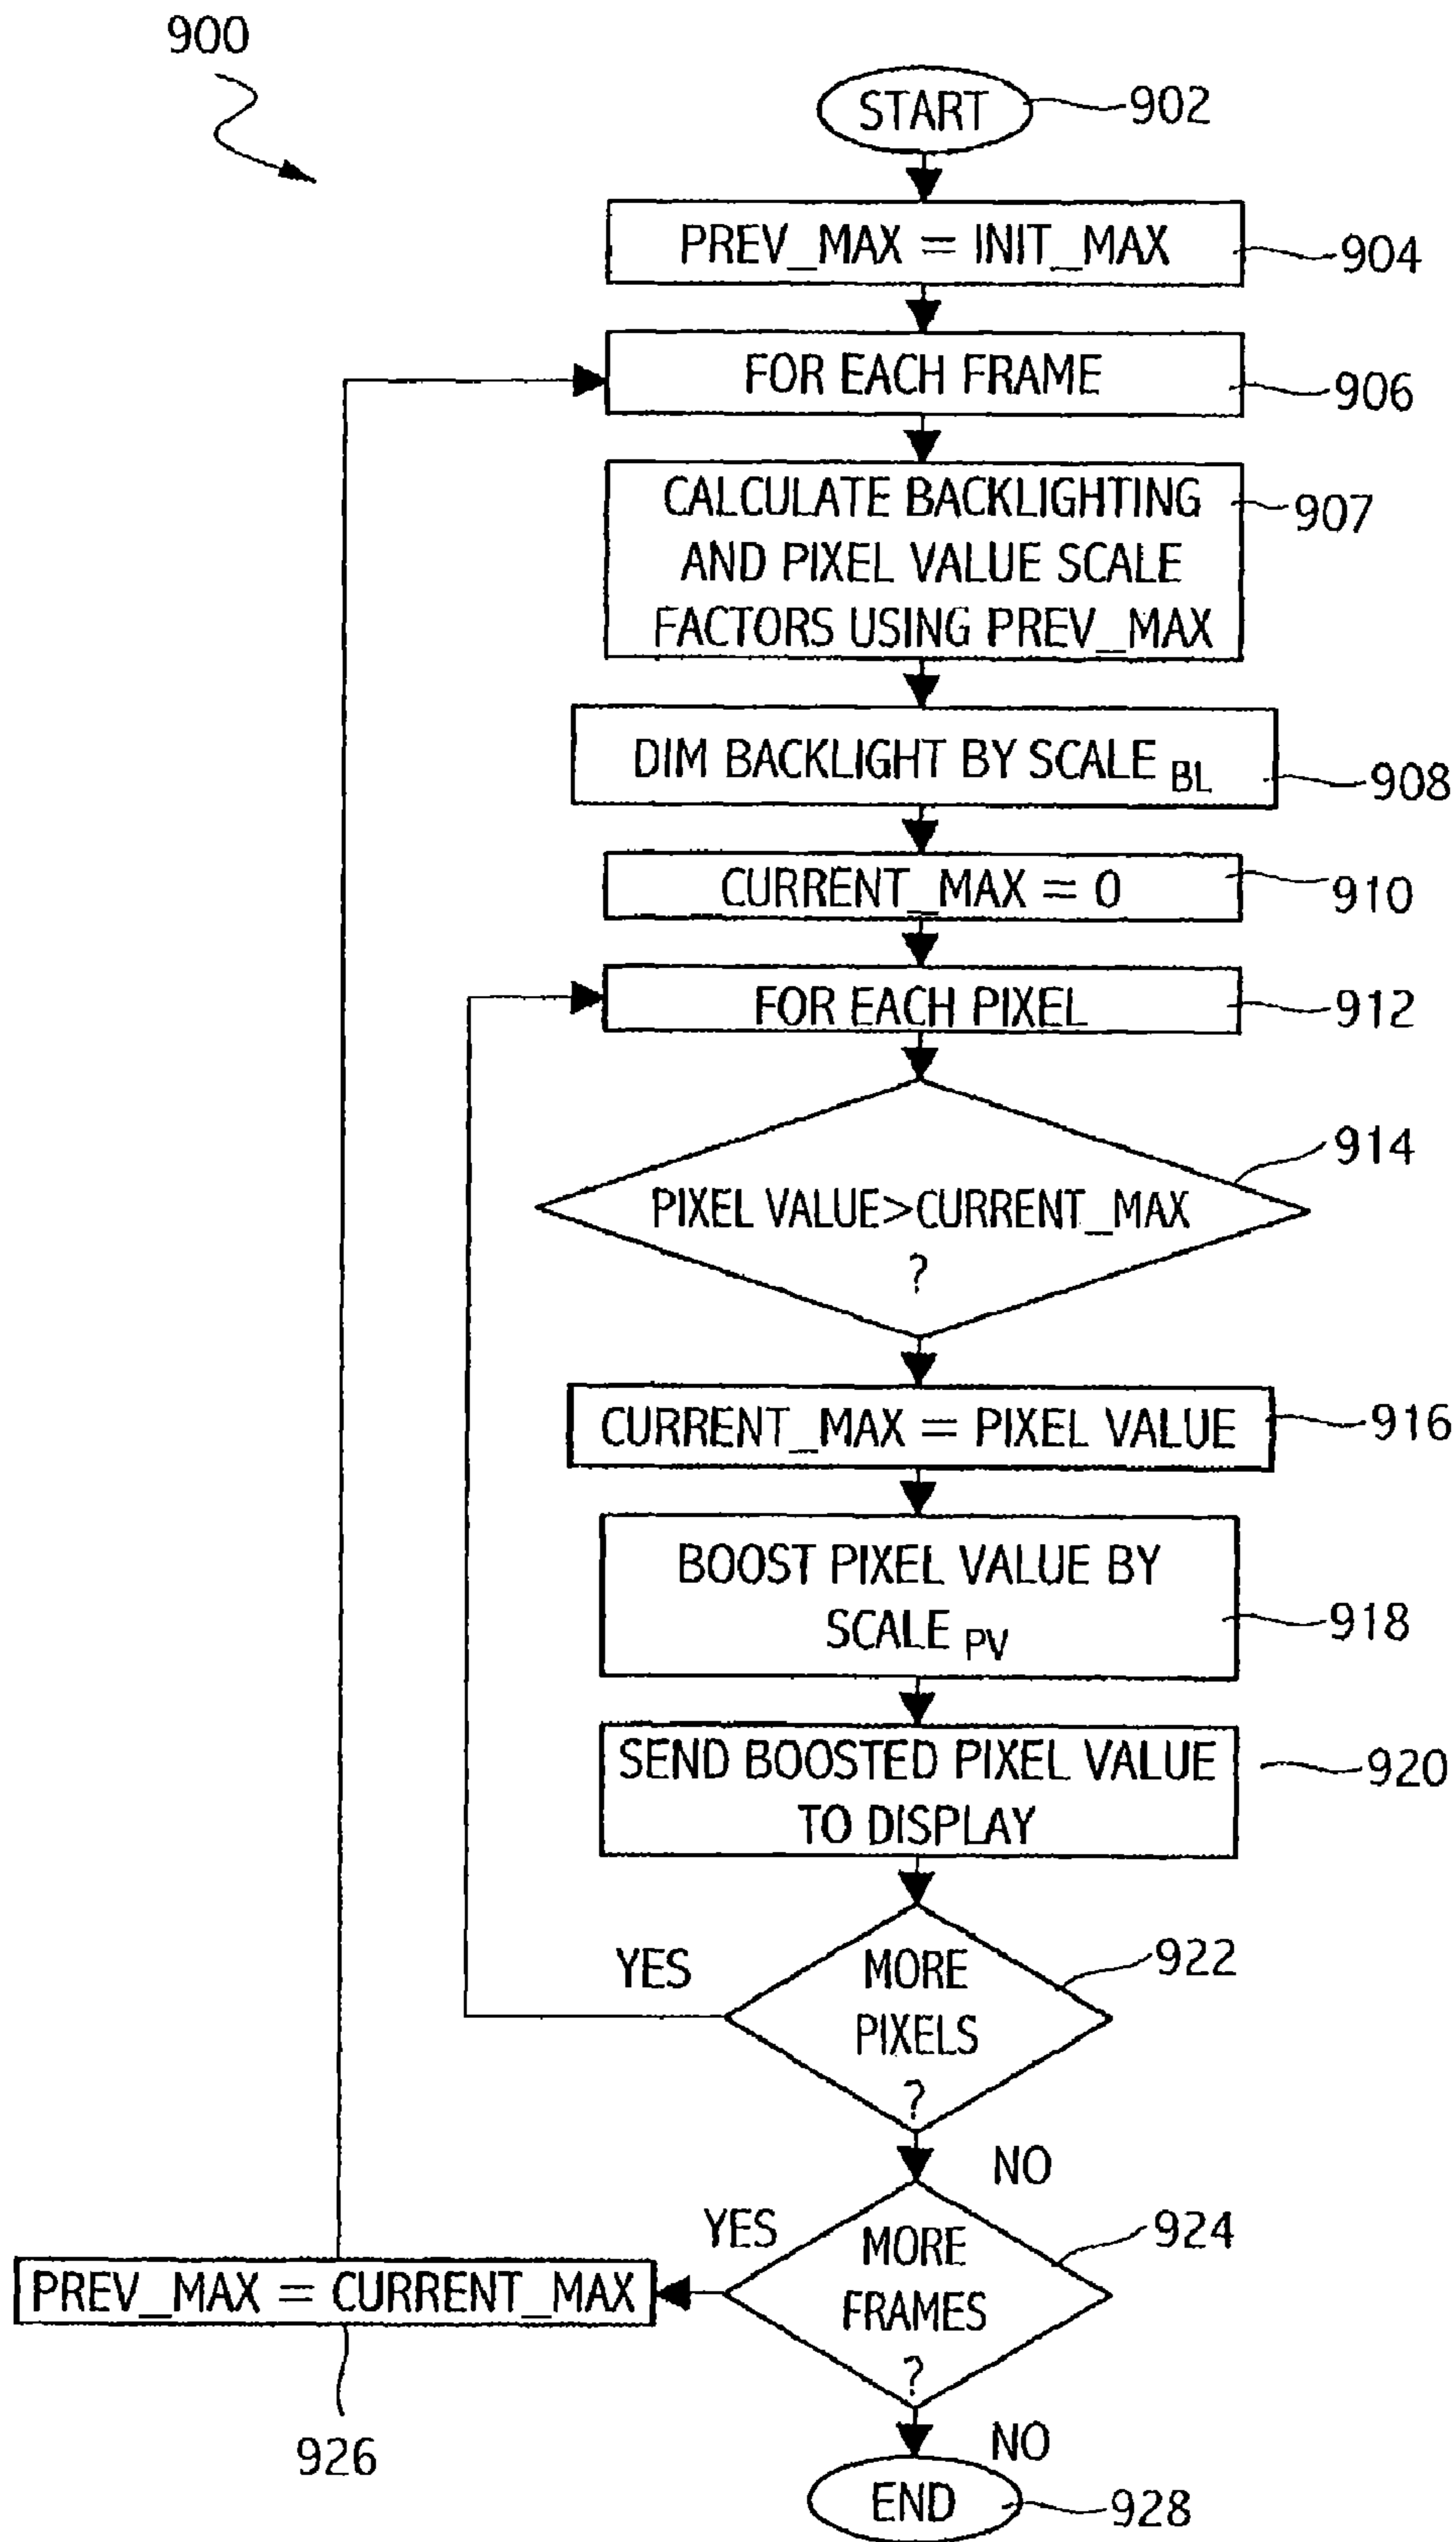 900
START
902
PREV_MAX = INIT_MAX
904
FOR EACH FRAME
906
CALCULATE BACKLIGHTING
AND PIXEL VALUE SCALE
FACTORS USING PREV_MAX
907
DIM BACKLIGHT BY SCALE BL
908
CURRENT_MAX = 0
910
FOR EACH PIXEL
912
914
PIXEL VALUE>CURRENT_MAX
?
CURRENT_MAX = PIXEL VALUE
916
BOOST PIXEL VALUE BY
SCALE PV
918
SEND BOOSTED PIXEL VALUE
TO DISPLAY
920
YES
MORE
PIXELS
?
922
NO
YES
MORE
FRAMES
?
924
PREV_MAX = CURRENT_MAX
926
NO
END
928